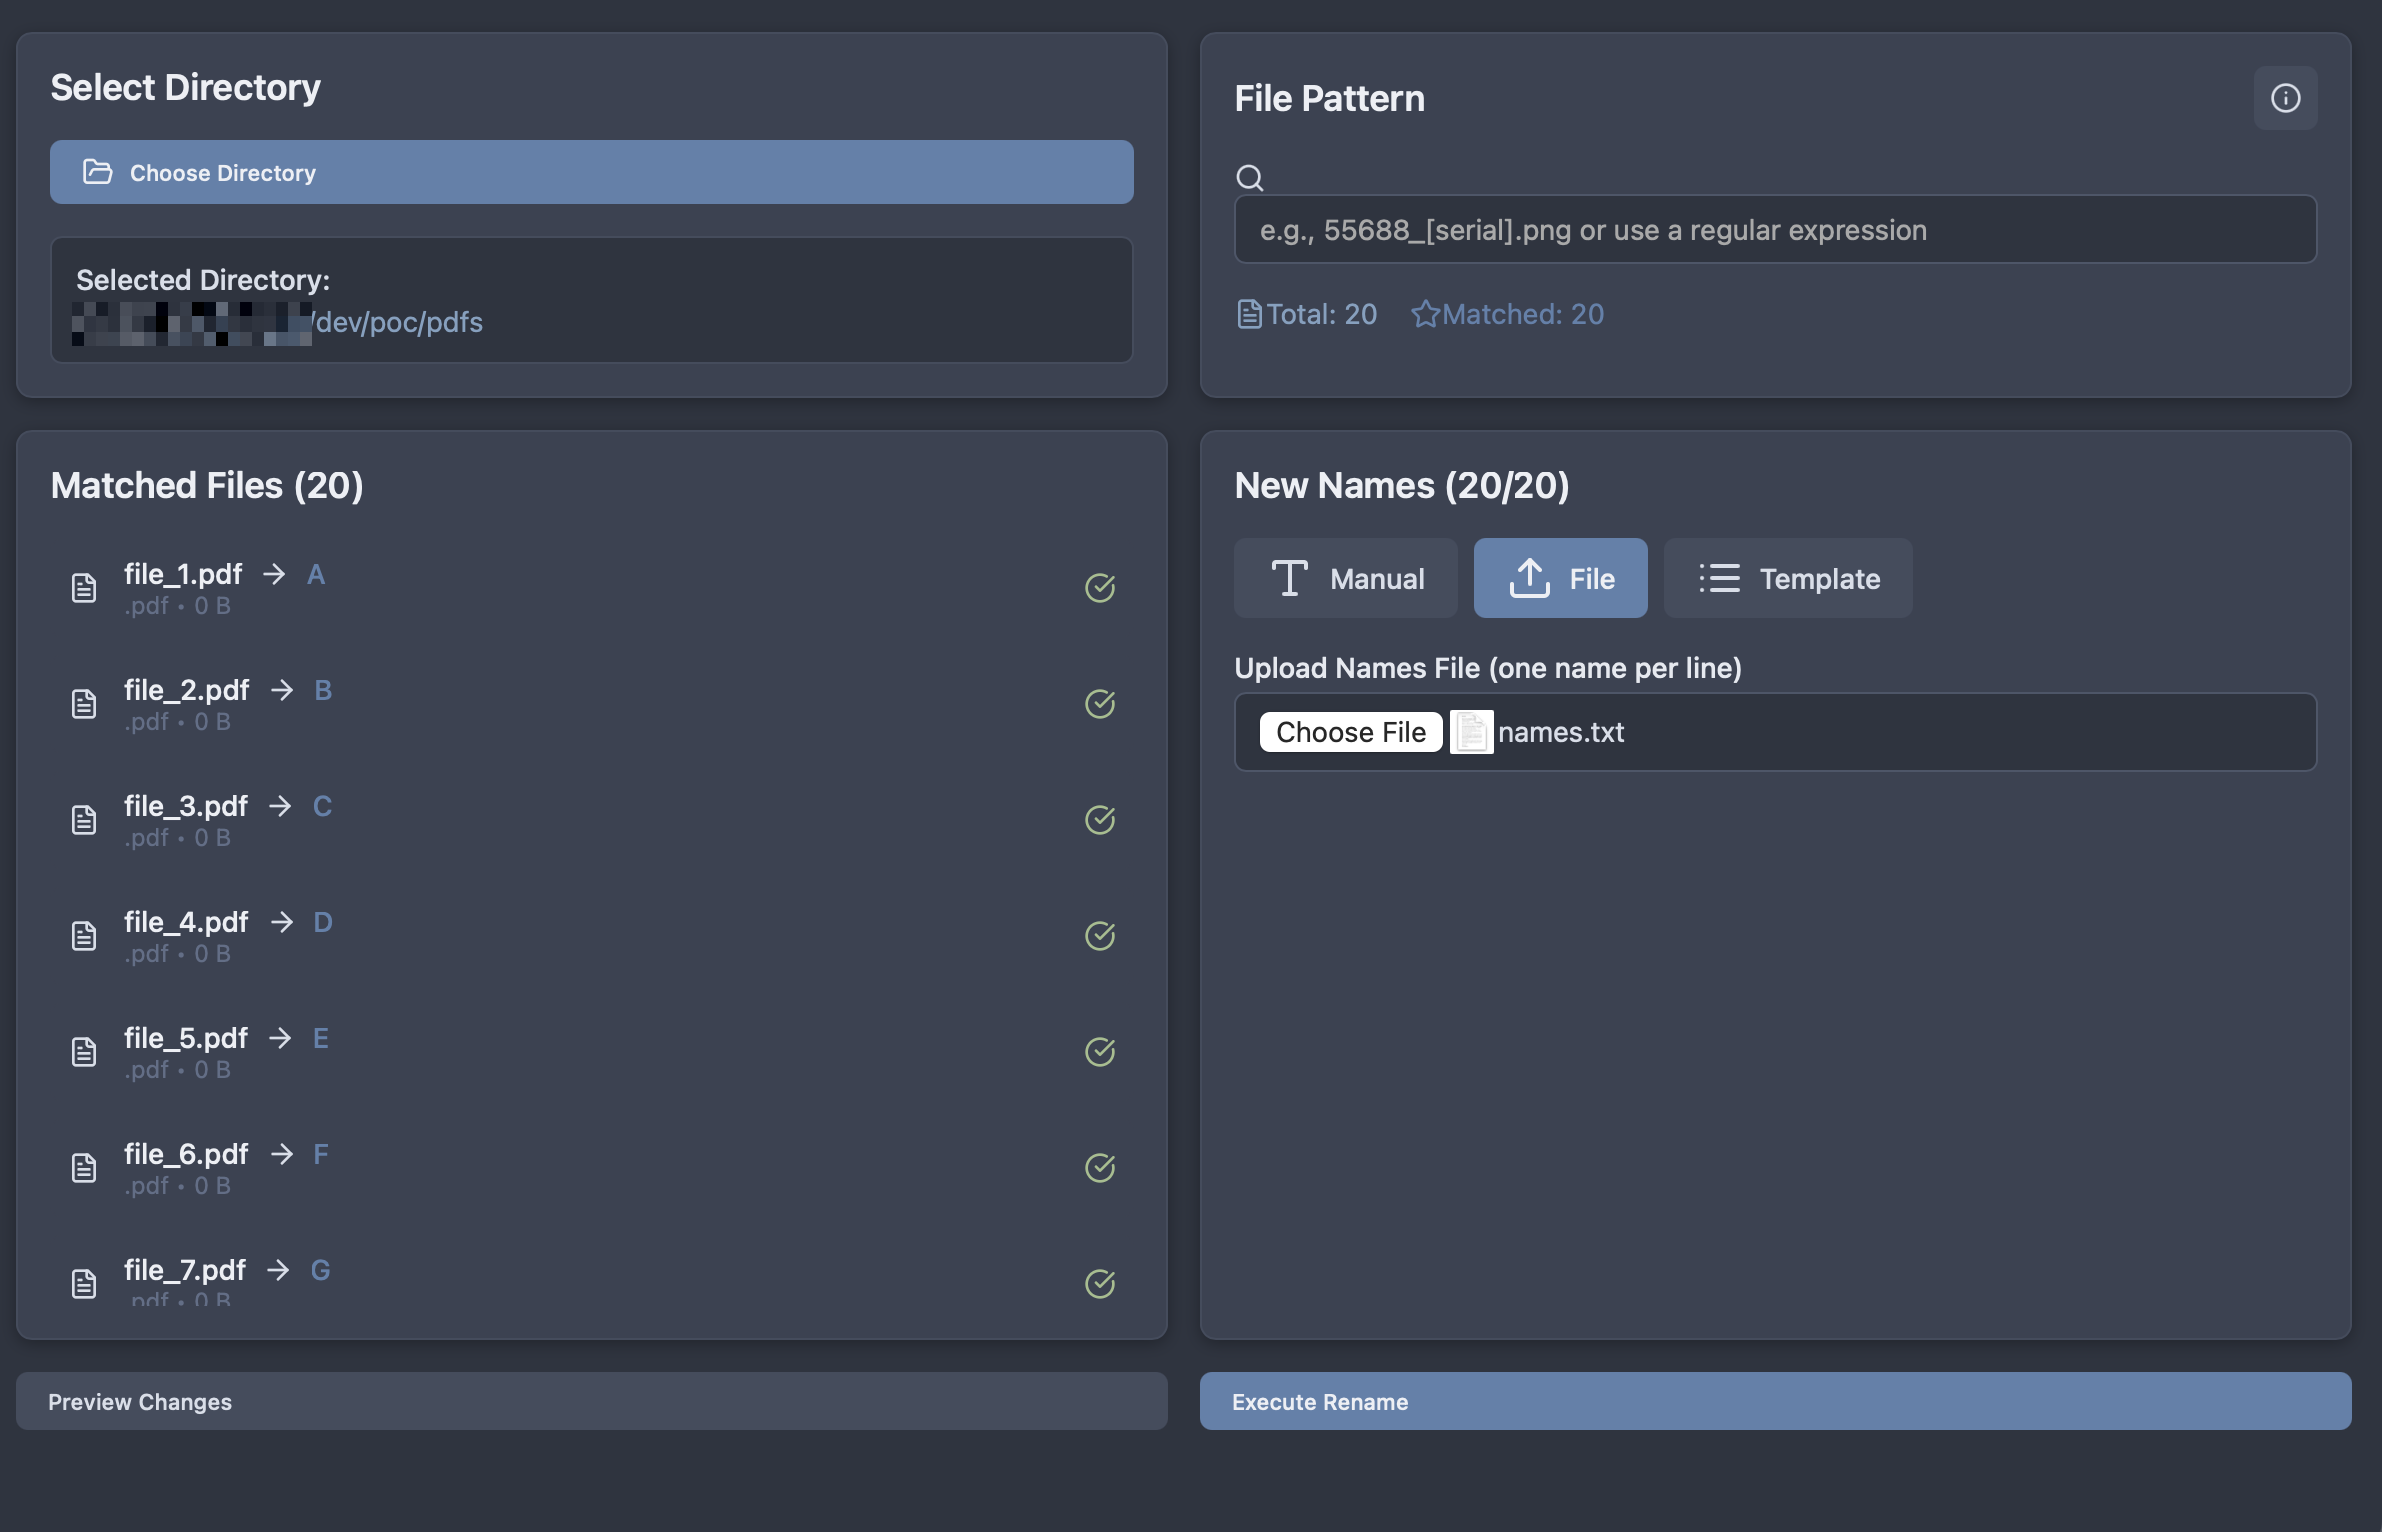 Select Directory
Choose Directory
Selected Directory:
/dev/poc/pdfs
File Pattern
e.g., 55688_[serial].png or use a regular expression
Total: 20 Matched: 20
Matched Files (20)
file_1.pdf → A
.pdf • 0 B
file_2.pdf → B
.pdf • 0 B
file_3.pdf → C
.pdf • 0 B
file_4.pdf → D
.pdf • 0 B
file_5.pdf → E
.pdf • 0 B
file_6.pdf → F
.pdf • 0 B
file_7.pdf → G
.pdf • 0 B
New Names (20/20)
Manual File Template
Upload Names File (one name per line)
Choose File names.txt
Preview Changes
Execute Rename